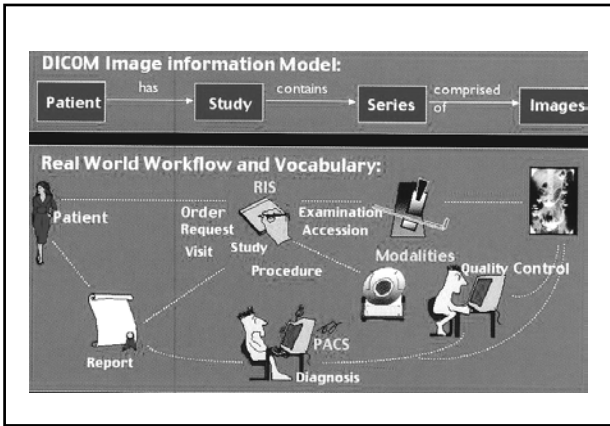 DICOM Image information Model:
Patient has Study contains Series comprised of Images
Real World Workflow and Vocabulary:
RIS
Patient
Order
Request
Visit
Study
Examination
Accession
Procedure
Modalities
Quality Control
Report
PACS
Diagnosis